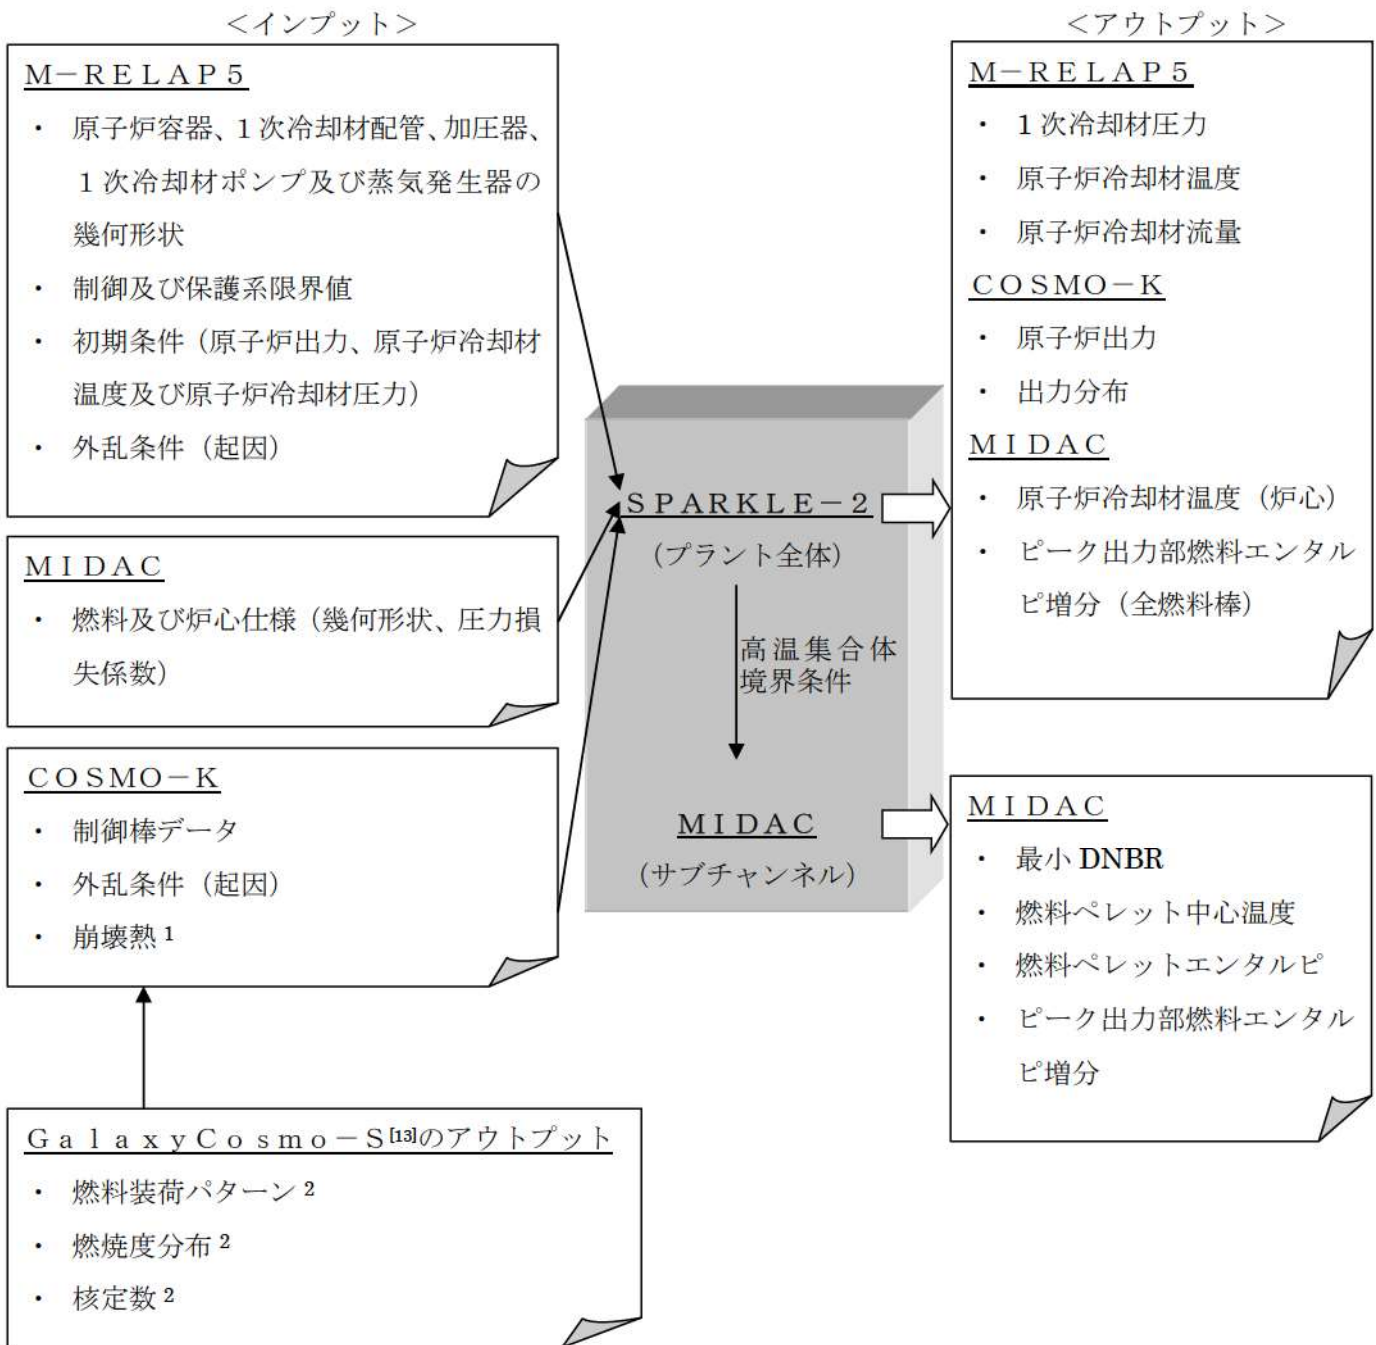 ＜インプット＞
M－RELAP5
・ 原子炉容器、1次冷却材配管、加圧器、
1次冷却材ポンプ及び蒸気発生器の
幾何形状
・ 制御及び保護系限界値
・ 初期条件（原子炉出力、原子炉冷却材
温度及び原子炉冷却材圧力）
・ 外乱条件（起因）
MIDAC
・ 燃料及び炉心仕様（幾何形状、圧力損
失係数）
COSMO－K
・ 制御棒データ
・ 外乱条件（起因）
・ 崩壊熱1
GalaxyCosmo－S[13]のアウトプット
・ 燃料装荷パターン2
・ 燃焼度分布2
・ 核定数2
SPARKLE－2
（プラント全体）
高温集合体
境界条件
MIDAC
（サブチャンネル）
＜アウトプット＞
M－RELAP5
・ 1次冷却材圧力
・ 原子炉冷却材温度
・ 原子炉冷却材流量
COSMO－K
・ 原子炉出力
・ 出力分布
MIDAC
・ 原子炉冷却材温度（炉心）
・ ピーク出力部燃料エンタル
ピ増分（全燃料棒）
MIDAC
・ 最小DNBR
・ 燃料ペレット中心温度
・ 燃料ペレットエンタルピ
・ ピーク出力部燃料エンタル
ピ増分